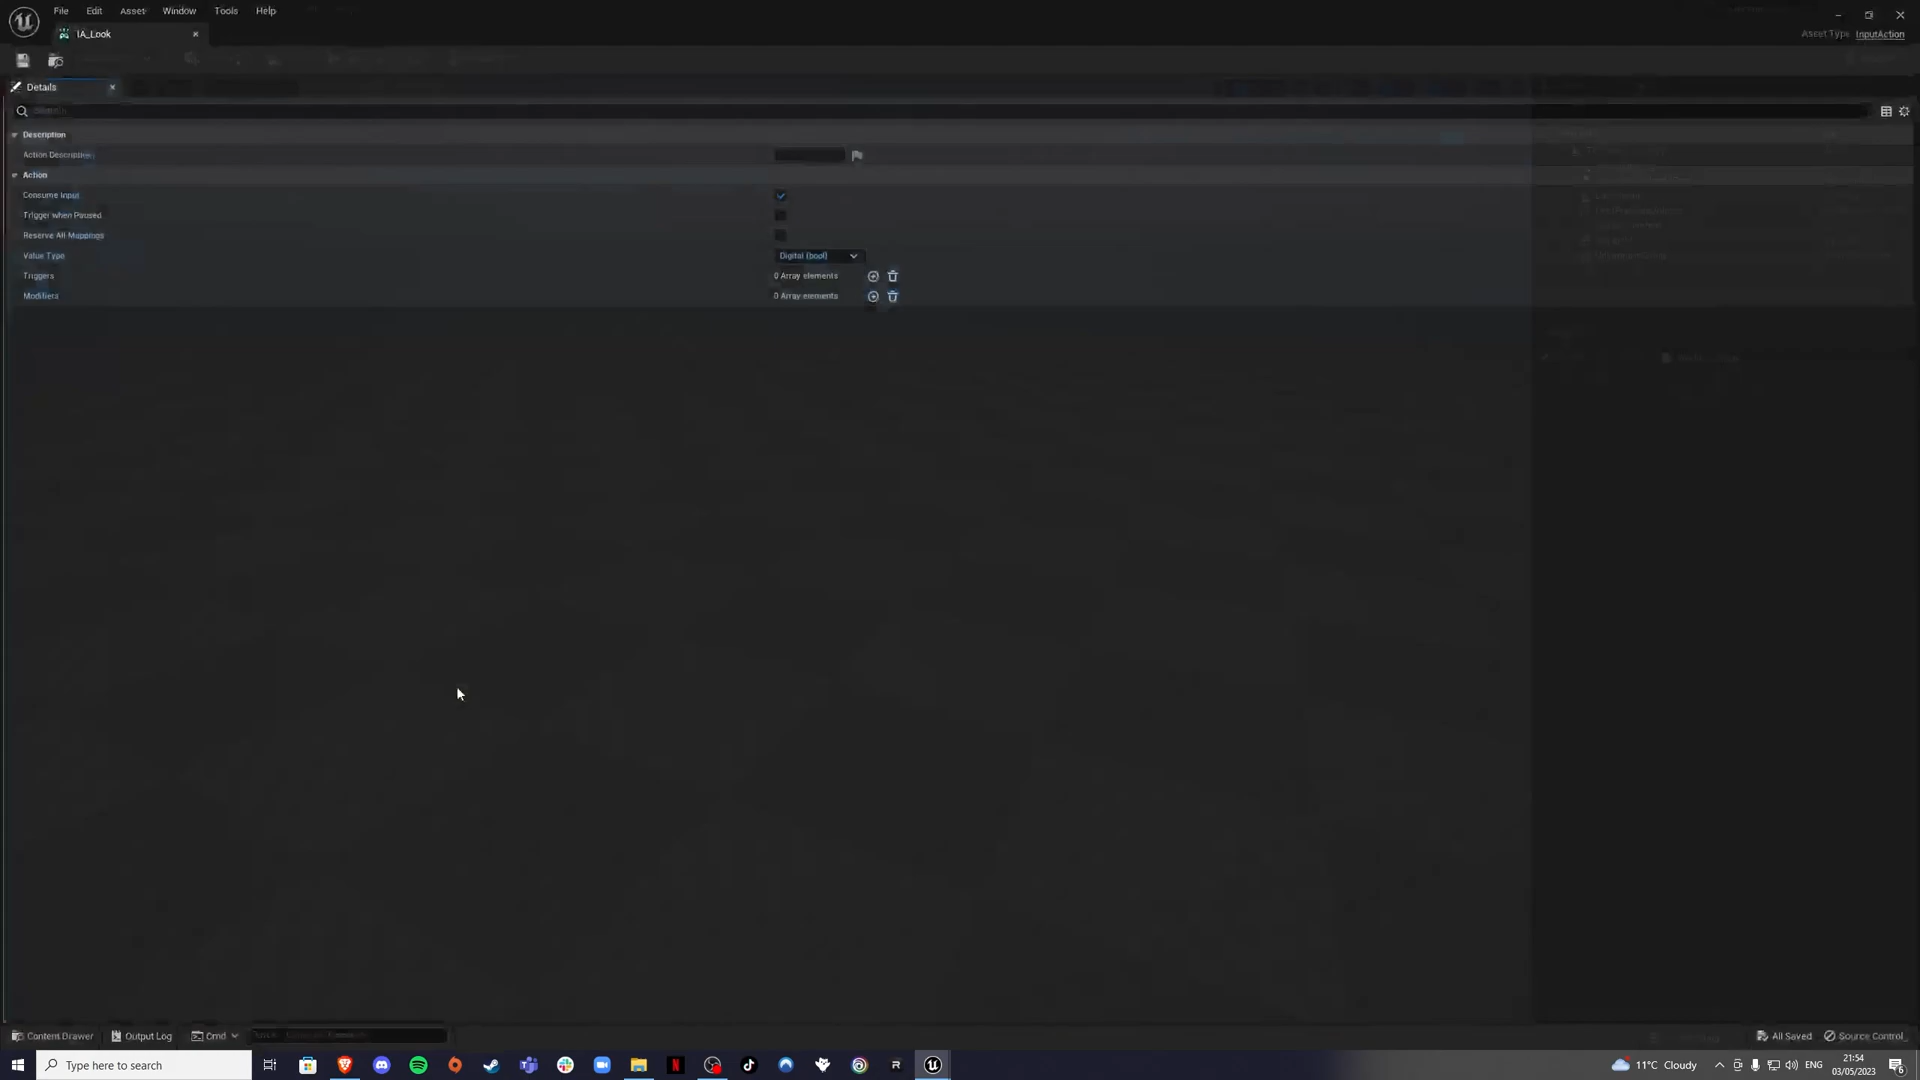 File Edit Asset Window Tools Help
IA_Look
Asset Type InputAction
Details
Description
Action Description
Action
Consume Input
Trigger when Paused
Reserve All Mappings
Value Type Digital (bool)
Triggers 0 Array elements
Modifiers 0 Array elements
Content Drawer Output Log Cmd All Saved Source Control
Type here to search 11°C Cloudy ENG 21:54
03/05/2023 6